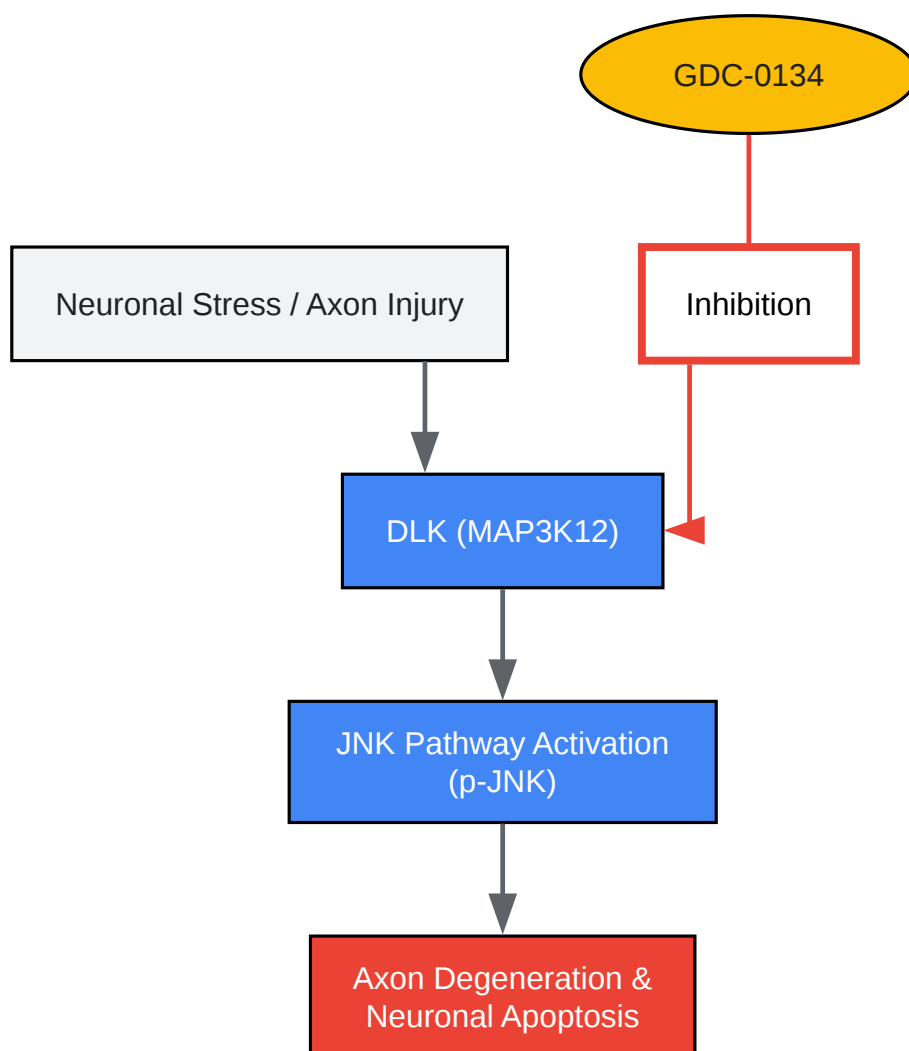 GDC-0134
Neuronal Stress / Axon Injury
Inhibition
DLK (MAP3K12)
JNK Pathway Activation
(p-JNK)
Axon Degeneration &
Neuronal Apoptosis